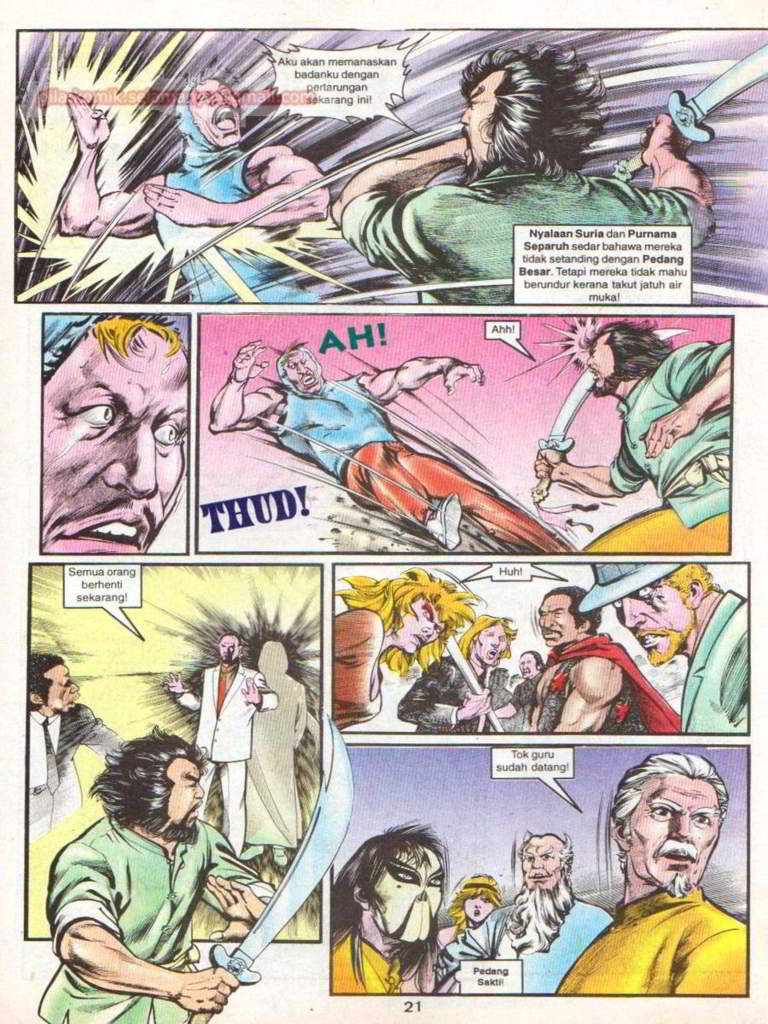 Aku akan memanaskan
badanku dengan
pertarungan
sekarang ini!
Nyalaan Suria dan Purnama
Separuh sedar bahawa mereka
tidak setanding dengan Pedang
Besar. Tetapi mereka tidak mahu
berundur kerana takut jatuh air
muka!
AH!
Ahh!
THUD!
Semua orang
berhenti
sekarang!
Huh!
Tok guru
sudah datang!
Pedang
Sakti!
21